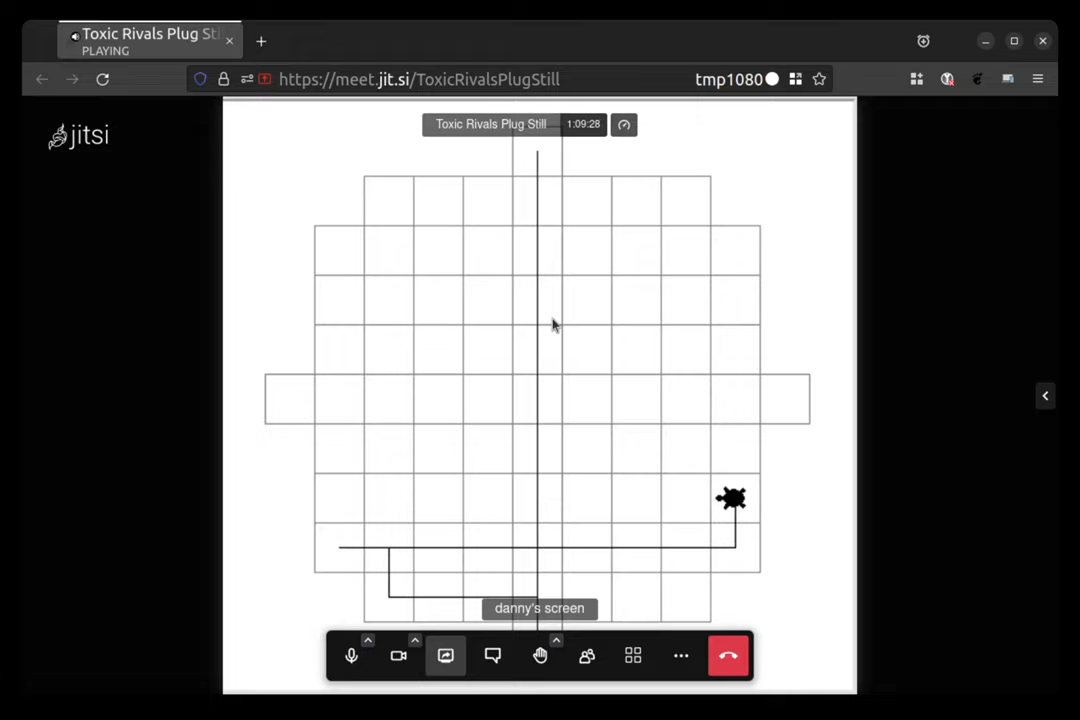 Toxic Rivals Plug Sti
PLAYING
https://meet.jit.si/ToxicRivalsPlugStill
tmp1080
jitsi
Toxic Rivals Plug Still
1:09:28
danny's screen